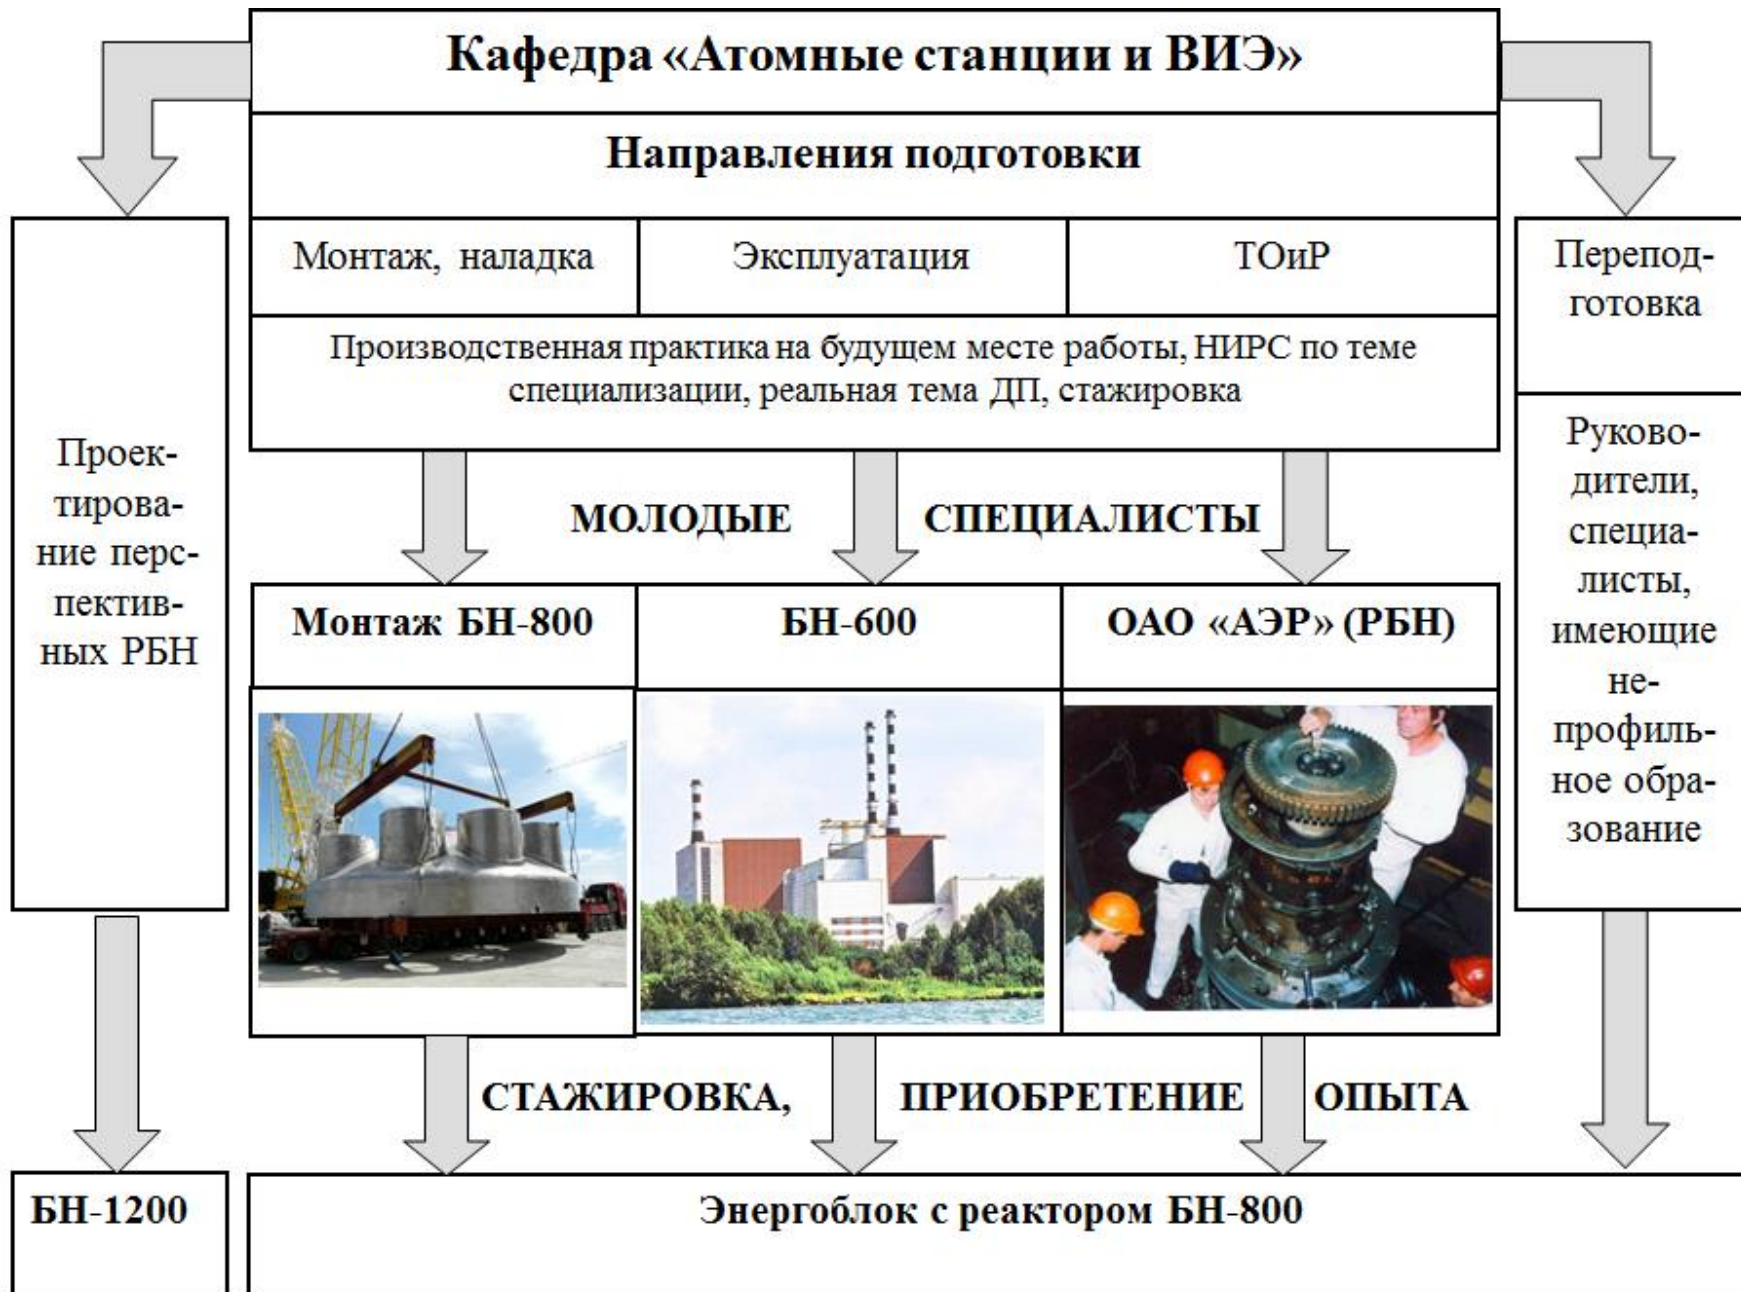 Кафедра «Атомные станции и ВИЭ»
Направления подготовки
Монтаж, наладка
Эксплуатация
ТОиР
Производственная практика на будущем месте работы, НИРС по теме
специализации, реальная тема ДП, стажировка
Проек-
тирова-
ние перс-
пектив-
ных РБН
Перепод-
готовка
Руково-
дители,
специа-
листы,
имеющие
не-
профиль-
ное обра-
зование
МОЛОДЫЕ СПЕЦИАЛИСТЫ
Монтаж БН-800
БН-600
ОАО «АЭР» (РБН)
СТАЖИРОВКА, ПРИОБРЕТЕНИЕ ОПЫТА
БН-1200
Энергоблок с реактором БН-800